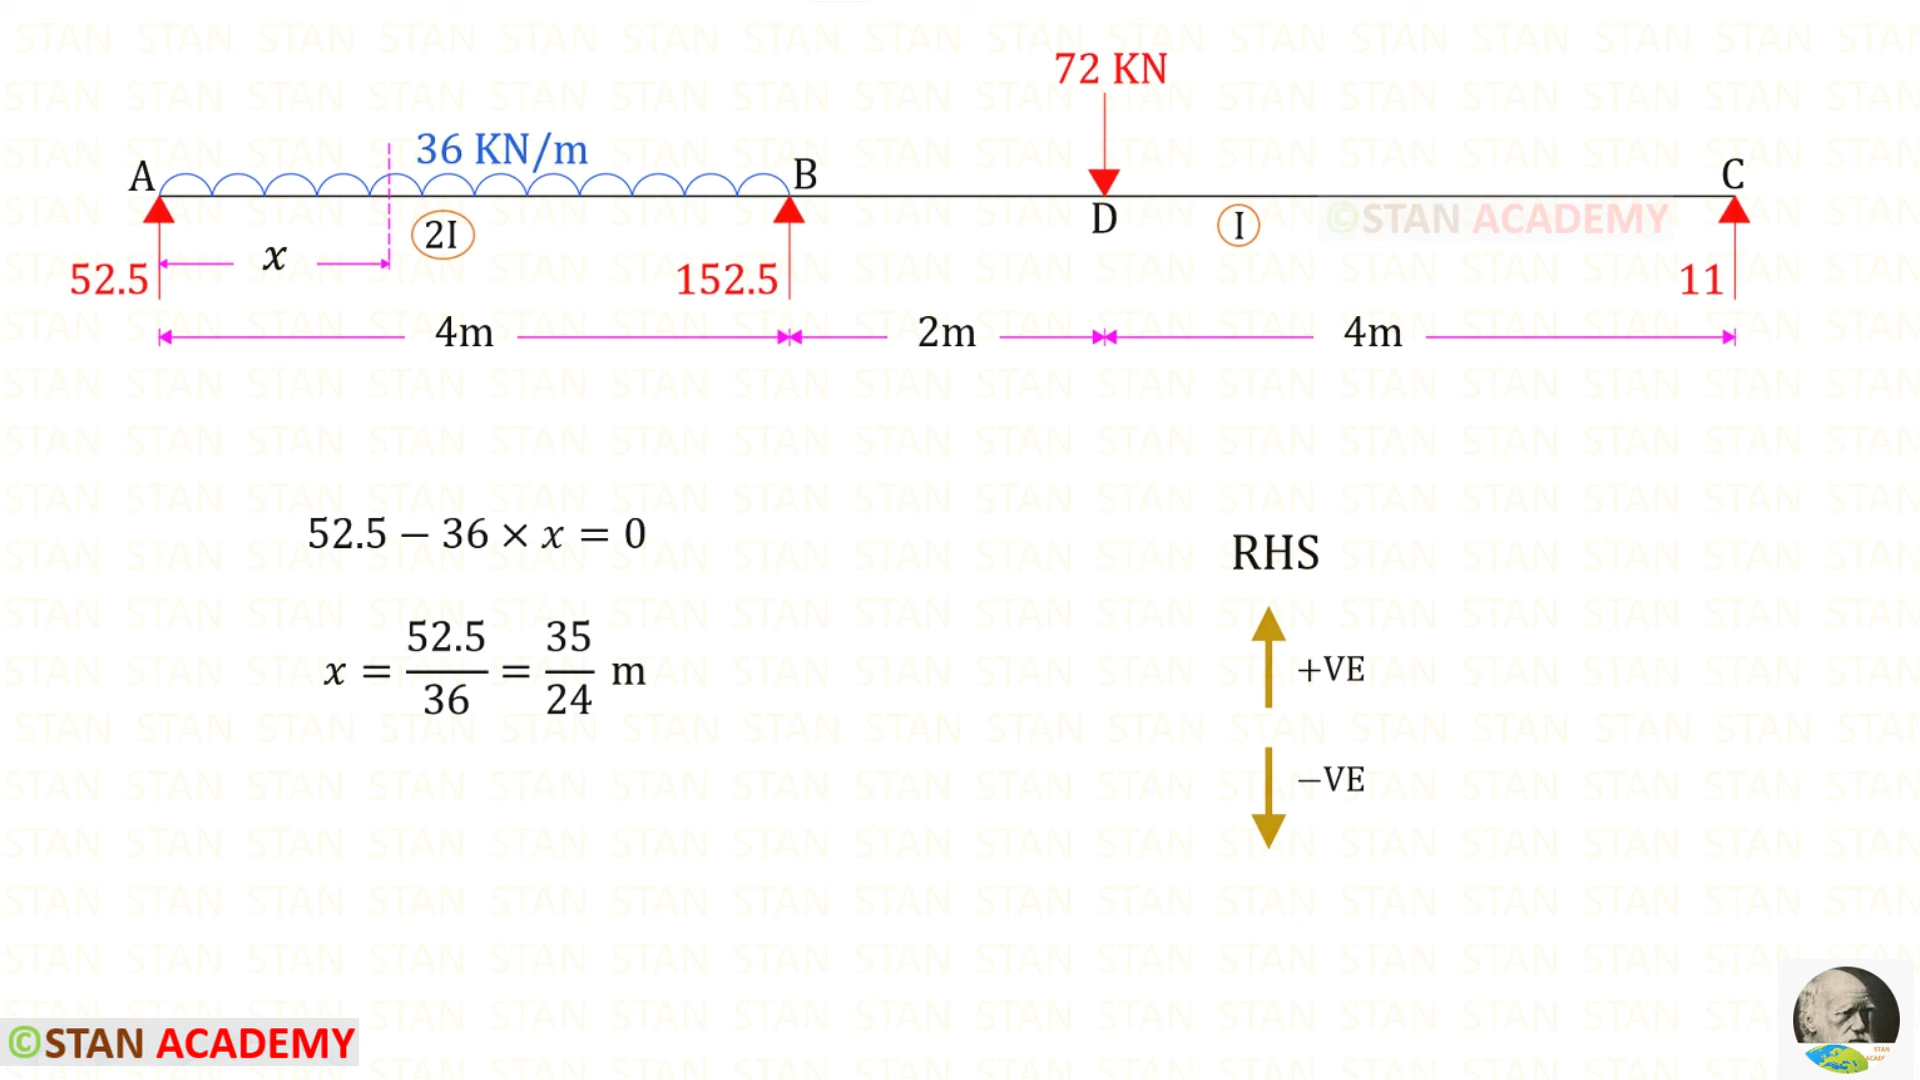 72 KN
36 KN/m
A
B
C
D
2I
I
©STAN ACADEMY
x
52.5
152.5
11
4m
2m
4m
52.5 − 36 × x = 0
x = 52.5/36 = 35/24 m
RHS
+VE
−VE
©STAN ACADEMY
STAN